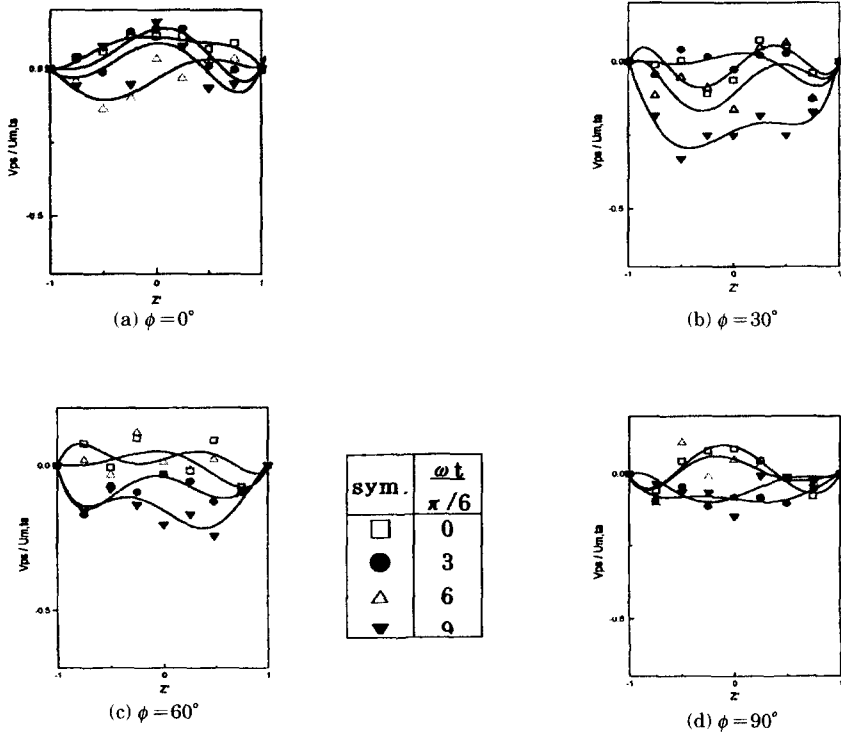 0.0
-0.5
Vps / Um,ta
-1
0
1
Z'
(a) ϕ=0°
0.0
-0.5
Vps / Um,ta
-1
0
1
Z'
(b) ϕ=30°
0.0
-0.5
Vps / Um,ta
-1
0
1
Z'
(c) ϕ=60°
sym.
ωt
π/6
0
3
6
9
0.0
-0.5
Vps / Um,ta
-1
0
1
Z'
(d) ϕ=90°